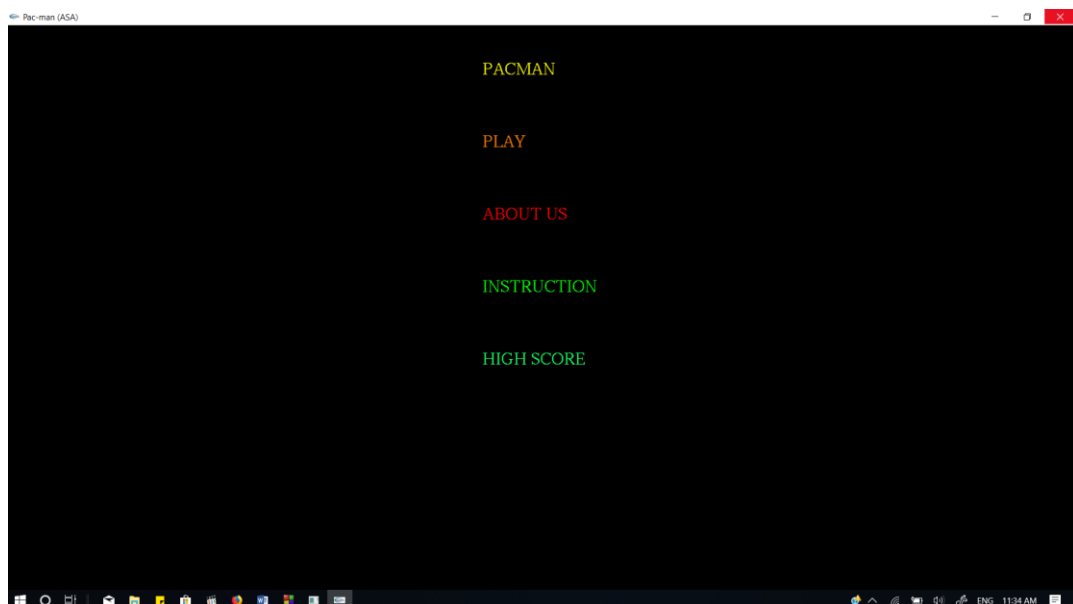 Pac-man (ASA)
PACMAN
PLAY
ABOUT US
INSTRUCTION
HIGH SCORE
ENG 11:34 AM